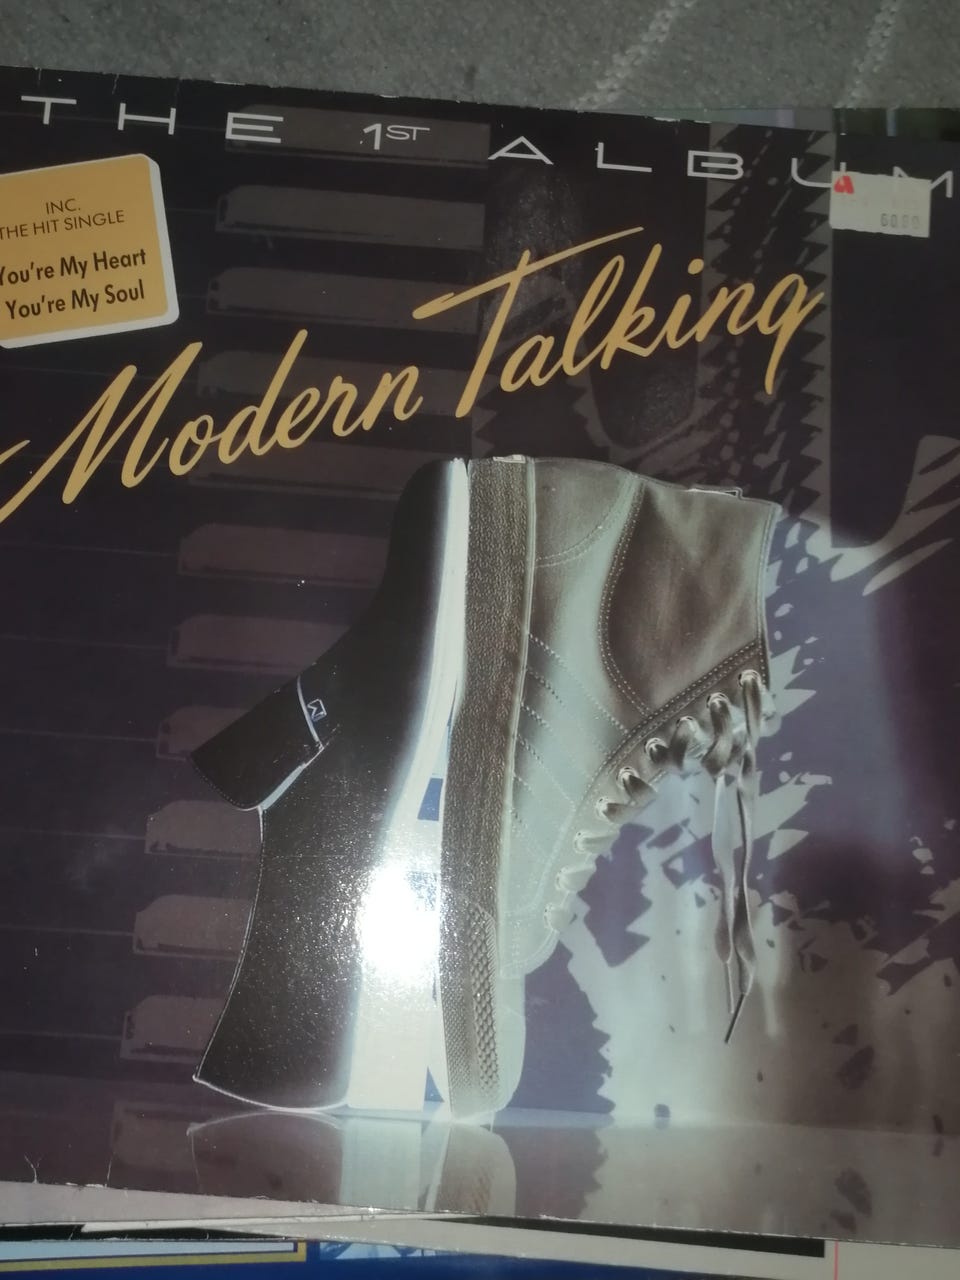 THE 1ST ALBUM
INC.
THE HIT SINGLE
You're My Heart
You're My Soul
Modern Talking